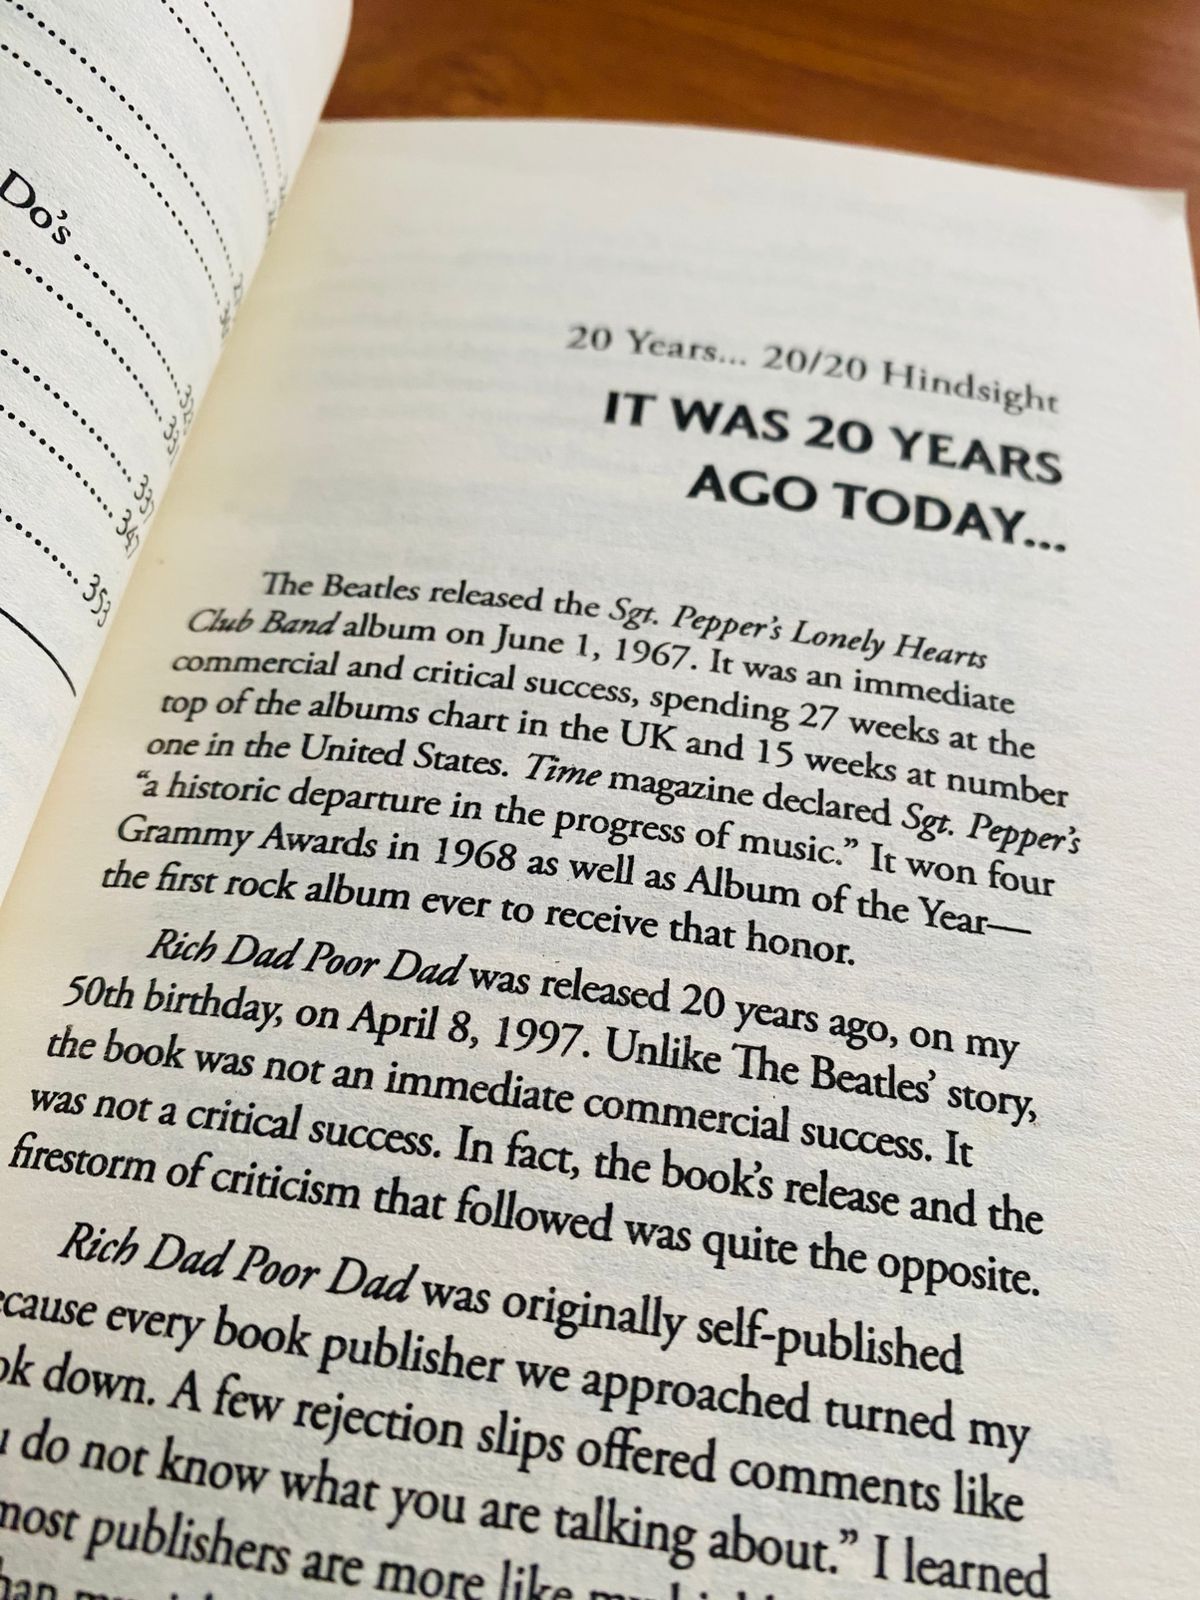 Do's
335
345
353
20 Years... 20/20 Hindsight
IT WAS 20 YEARS
AGO TODAY...
The Beatles released the Sgt. Pepper's Lonely Hearts
Club Band album on June 1, 1967. It was an immediate
commercial and critical success, spending 27 weeks at the
top of the albums chart in the UK and 15 weeks at number
one in the United States. Time magazine declared Sgt. Pepper's
“a historic departure in the progress of music.” It won four
Grammy Awards in 1968 as well as Album of the Year—
the first rock album ever to receive that honor.
Rich Dad Poor Dad was released 20 years ago, on my
50th birthday, on April 8, 1997. Unlike The Beatles' story,
the book was not an immediate commercial success. It
was not a critical success. In fact, the book's release and the
firestorm of criticism that followed was quite the opposite.
Rich Dad Poor Dad was originally self-published
ecause every book publisher we approached turned my
ok down. A few rejection slips offered comments like
u do not know what you are talking about.” I learned
most publishers are more like my